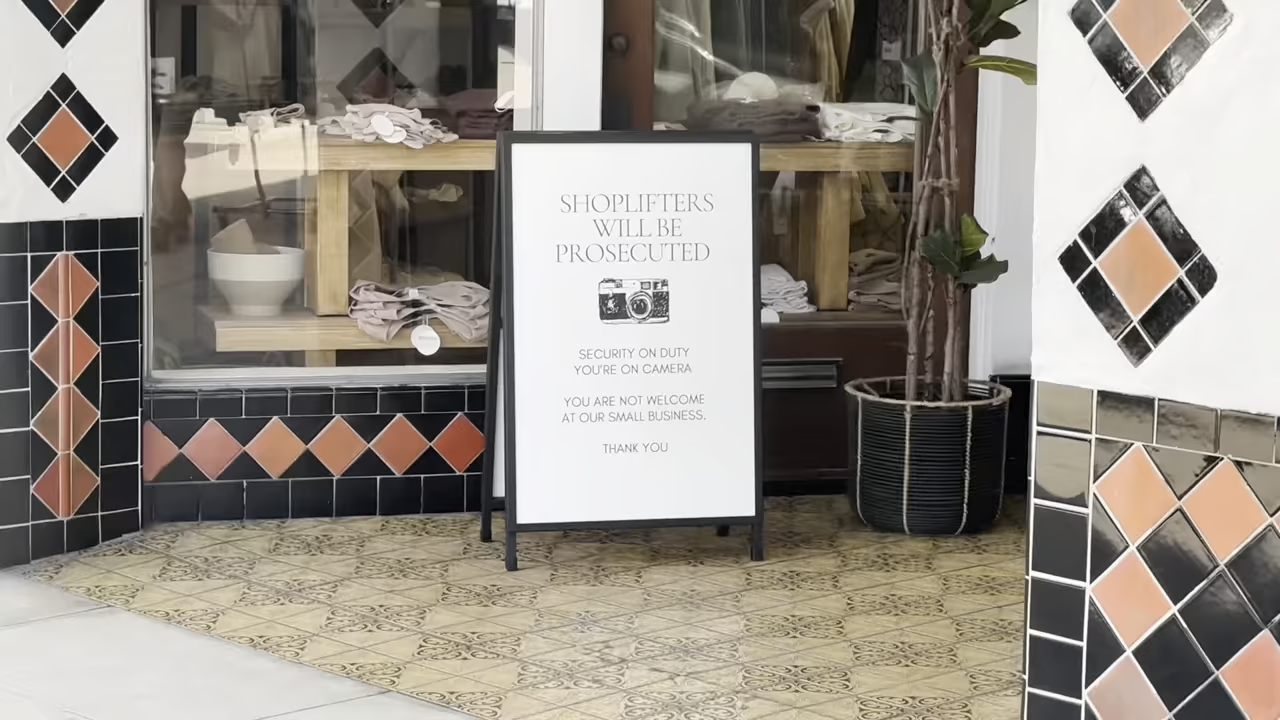 SHOPLIFTERS
WILL BE
PROSECUTED
SECURITY ON DUTY
YOU'RE ON CAMERA
YOU ARE NOT WELCOME
AT OUR SMALL BUSINESS.
THANK YOU